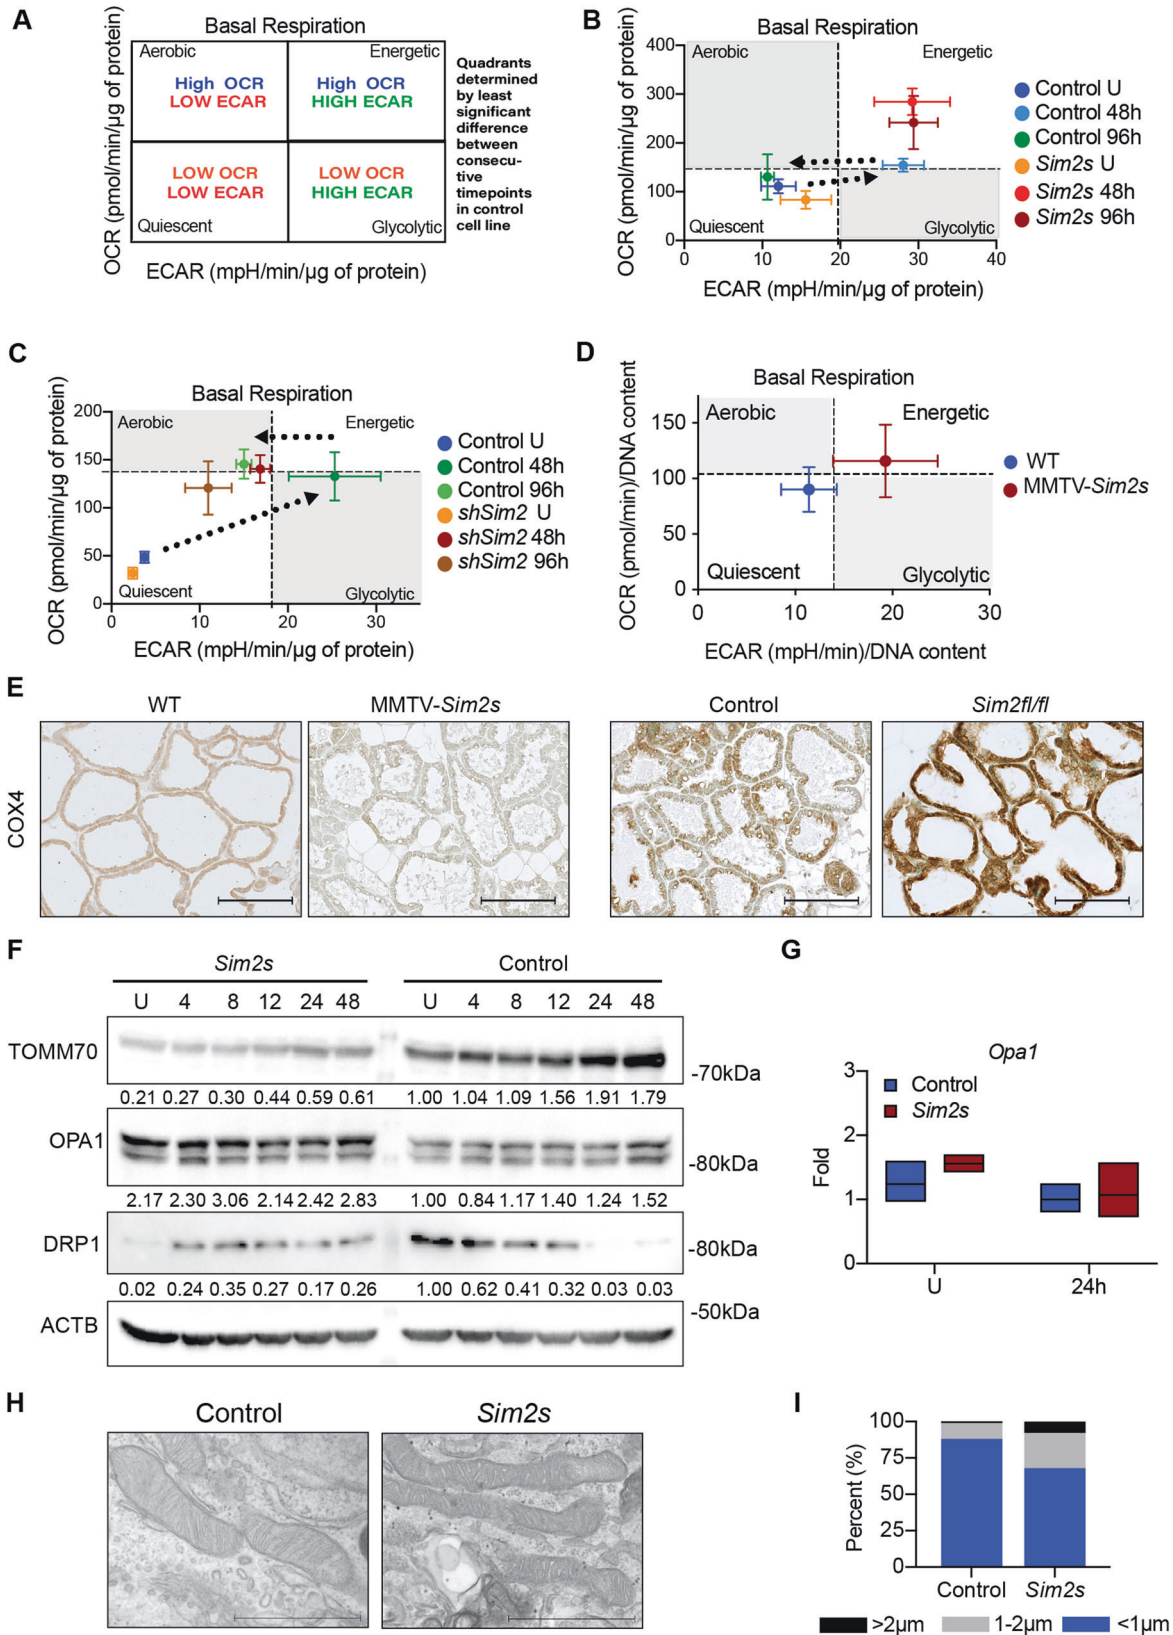 A
Basal Respiration
OCR (pmol/min/µg of protein)
Aerobic
Energetic
High OCR
LOW ECAR
High OCR
HIGH ECAR
LOW OCR
LOW ECAR
LOW OCR
HIGH ECAR
Quiescent
Glycolytic
ECAR (mpH/min/µg of protein)
Quadrants
determined
by least
significant
difference
between
consecu-
tive
timepoints
in control
cell line
B
Basal Respiration
OCR (pmol/min/µg of protein)
400
300
200
100
0
Aerobic
Energetic
Quiescent
Glycolytic
0 10 20 30 40
ECAR (mpH/min/µg of protein)
Control U
Control 48h
Control 96h
Sim2s U
Sim2s 48h
Sim2s 96h
C
Basal Respiration
OCR (pmol/min/µg of protein)
200
150
100
50
0
Aerobic
Energetic
Quiescent
Glycolytic
0 10 20 30
ECAR (mpH/min/µg of protein)
Control U
Control 48h
Control 96h
shSim2 U
shSim2 48h
shSim2 96h
D
Basal Respiration
OCR (pmol/min)/DNA content
150
100
50
0
Aerobic
Energetic
Quiescent
Glycolytic
0 10 20 30
ECAR (mpH/min)/DNA content
WT
MMTV-Sim2s
E
WT MMTV-Sim2s Control Sim2fl/fl
COX4
F
Sim2s Control
U 4 8 12 24 48 U 4 8 12 24 48
TOMM70
-70kDa
0.21 0.27 0.30 0.44 0.59 0.61 1.00 1.04 1.09 1.56 1.91 1.79
OPA1
-80kDa
2.17 2.30 3.06 2.14 2.42 2.83 1.00 0.84 1.17 1.40 1.24 1.52
DRP1
-80kDa
0.02 0.24 0.35 0.27 0.17 0.26 1.00 0.62 0.41 0.32 0.03 0.03
-50kDa
ACTB
G
Opa1
Fold
3
2
1
0
Control
Sim2s
U 24h
H
Control Sim2s
I
Percent (%)
100
75
50
25
0
Control Sim2s
>2µm 1-2µm <1µm